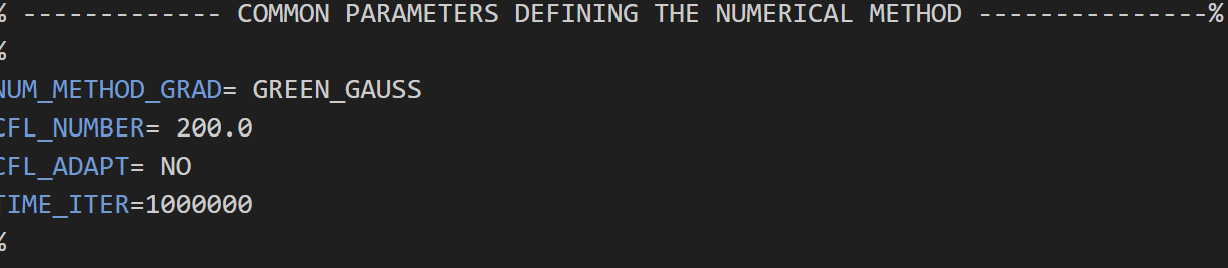 % ------------- COMMON PARAMETERS DEFINING THE NUMERICAL METHOD ---------------%
%
NUM_METHOD_GRAD= GREEN_GAUSS
CFL_NUMBER= 200.0
CFL_ADAPT= NO
TIME_ITER=1000000
%